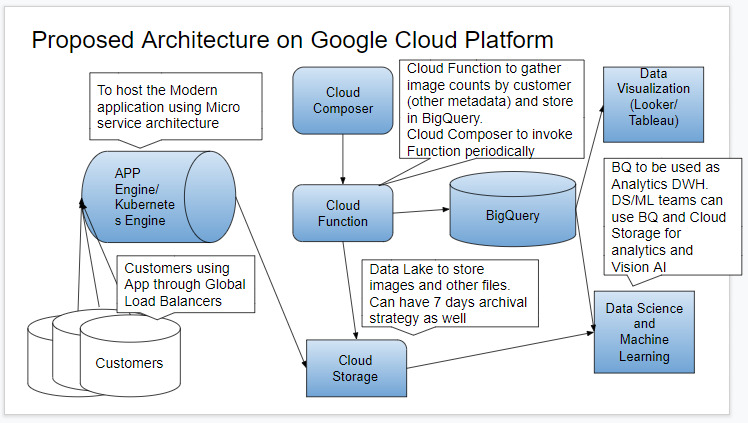 Proposed Architecture on Google Cloud Platform
To host the Modern
application using Micro
service architecture
Cloud
Composer
Cloud Function to gather
image counts by customer
(other metadata) and store
in BigQuery.
Cloud Composer to invoke
Function periodically
Data
Visualization
(Looker/
Tableau)
APP
Engine/
Kubernete
s Engine
Cloud
Function
BigQuery
BQ to be used as
Analytics DWH.
DS/ML teams can
use BQ and Cloud
Storage for
analytics and
Vision AI
Customers using
App through Global
Load Balancers
Data Lake to store
images and other files.
Can have 7 days archival
strategy as well
Customers
Cloud
Storage
Data Science
and
Machine
Learning